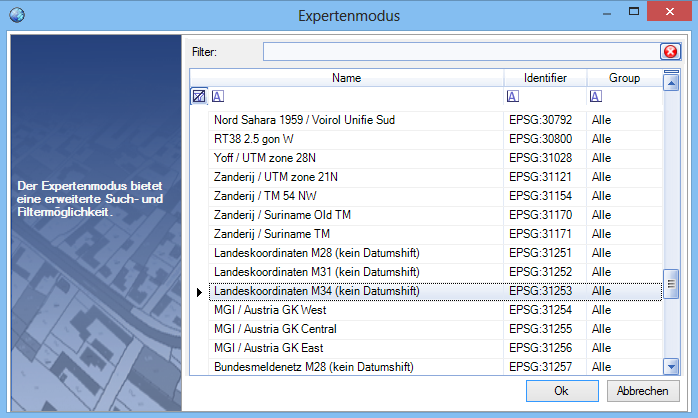 Expertenmodus
Der Expertenmodus bietet
eine erweiterte Such- und
Filtermöglichkeit.
Filter:
Name Identifier Group
A A A
Nord Sahara 1959 / Voirol Unifie Sud EPSG:30792 Alle
RT38 2.5 gon W EPSG:30800 Alle
Yoff / UTM zone 28N EPSG:31028 Alle
Zanderij / UTM zone 21N EPSG:31121 Alle
Zanderij / TM 54 NW EPSG:31154 Alle
Zanderij / Suriname Old TM EPSG:31170 Alle
Zanderij / Suriname TM EPSG:31171 Alle
Landeskoordinaten M28 (kein Datumshift) EPSG:31251 Alle
Landeskoordinaten M31 (kein Datumshift) EPSG:31252 Alle
Landeskoordinaten M34 (kein Datumshift) EPSG:31253 Alle
MGI / Austria GK West EPSG:31254 Alle
MGI / Austria GK Central EPSG:31255 Alle
MGI / Austria GK East EPSG:31256 Alle
Bundesmeldenetz M28 (kein Datumshift) EPSG:31257 Alle
Ok Abbrechen